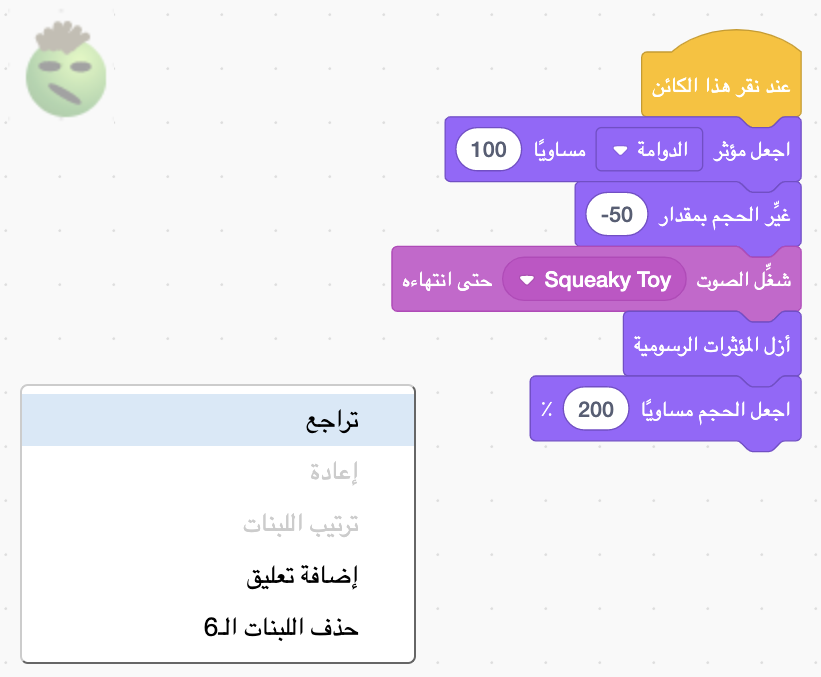 عند نقر هذا الكائن
اجعل مؤثر الدوامة مساويًا 100
غيِّر الحجم بمقدار 50-
شغِّل الصوت Squeaky Toy حتى انتهاءه
أزل المؤثرات الرسومية
اجعل الحجم مساويًا 200 ٪
تراجع
إعادة
ترتيب اللبنات
إضافة تعليق
حذف اللبنات الـ6